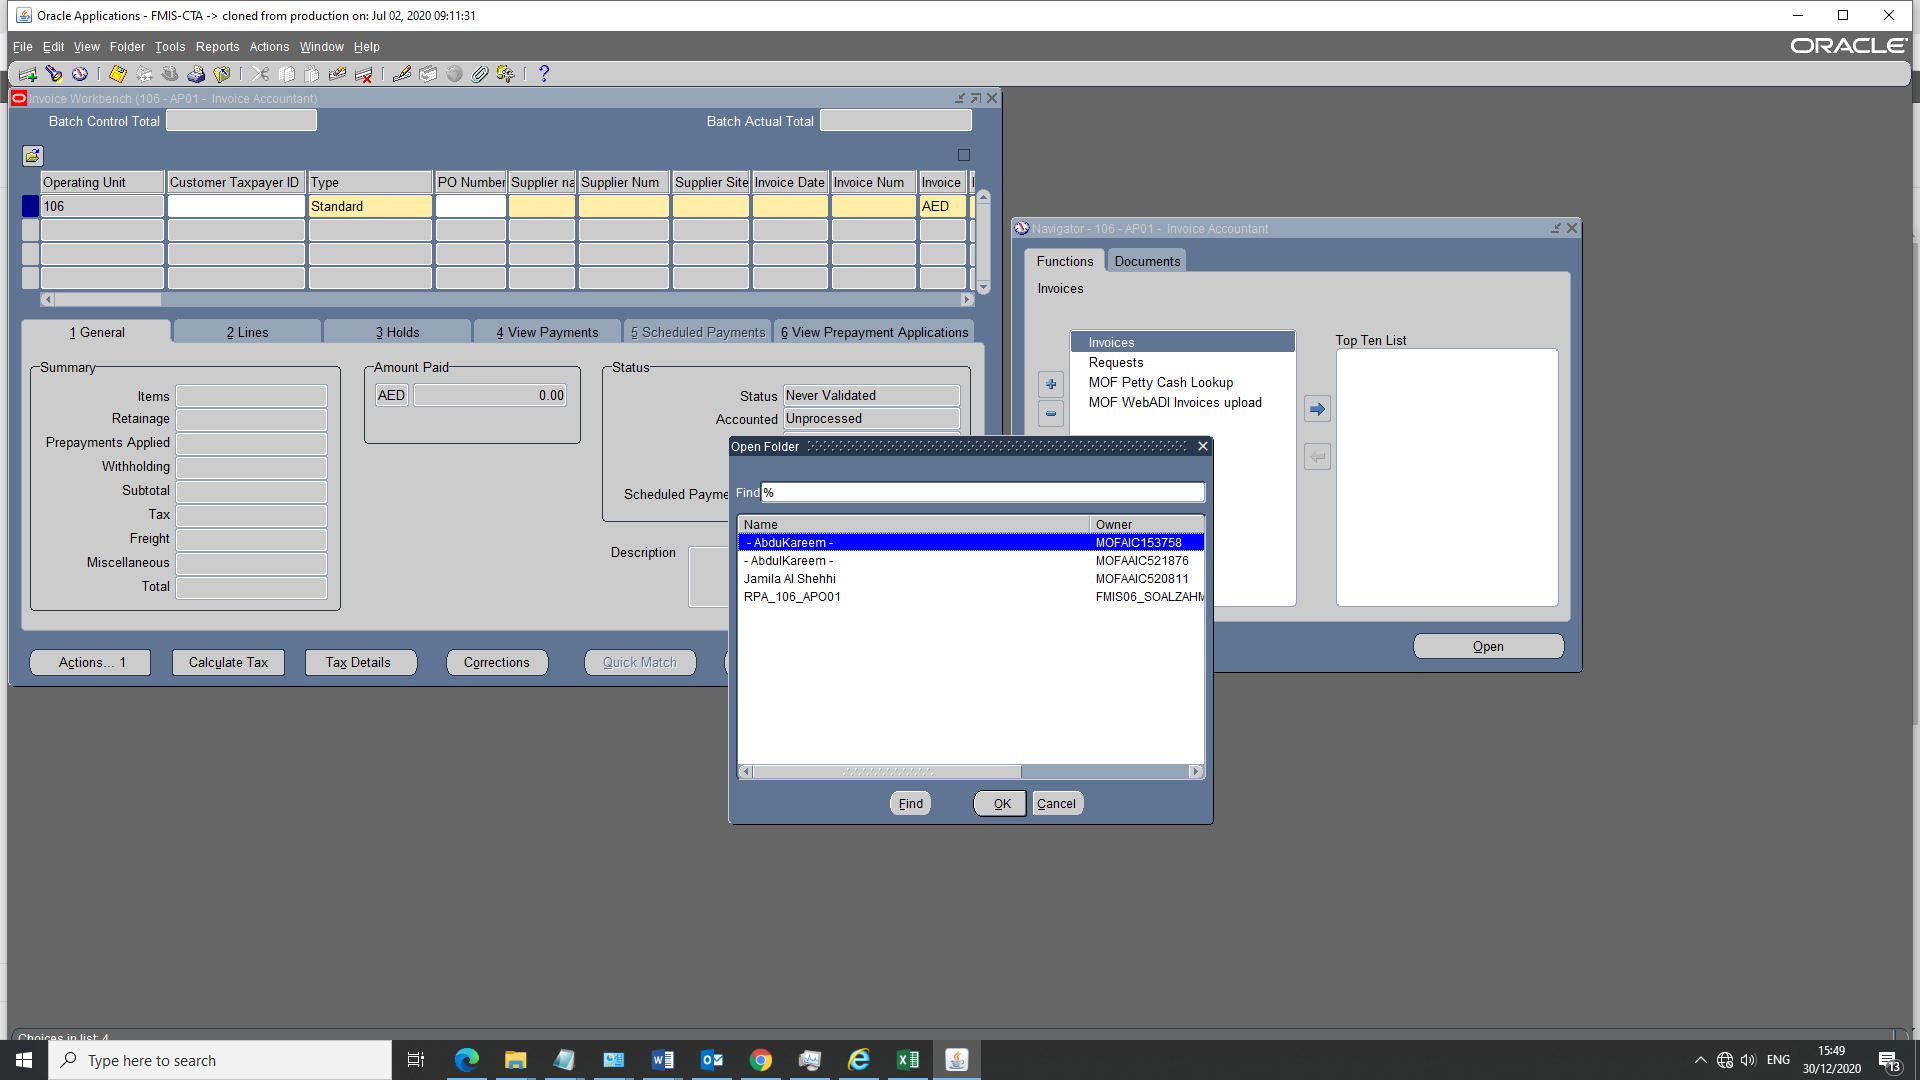 Oracle Applications - FMIS-CTA -> cloned from production on: Jul 02, 2020 09:11:31
File Edit View Folder Tools Reports Actions Window Help
ORACLE
Invoice Workbench (106 - AP01 - Invoice Accountant)
Batch Control Total
Batch Actual Total
Operating Unit Customer Taxpayer ID Type PO Number Supplier na Supplier Num Supplier Site Invoice Date Invoice Num Invoice
106 Standard AED
1 General 2 Lines 3 Holds 4 View Payments 5 Scheduled Payments 6 View Prepayment Applications
Summary
Items
Retainage
Prepayments Applied
Withholding
Subtotal
Tax
Freight
Miscellaneous
Total
Amount Paid
AED 0.00
Status
Status Never Validated
Accounted Unprocessed
Scheduled Payme
Description
Actions... 1 Calculate Tax Tax Details Corrections Quick Match
Navigator - 106 - AP01 - Invoice Accountant
Functions Documents
Invoices
Invoices
Requests
MOF Petty Cash Lookup
MOF WebADI Invoices upload
Top Ten List
Open
Open Folder
Find %
Name Owner
- AbduKareem - MOFAIC153758
- AbdulKareem - MOFAAIC521876
Jamila Al Shehhi MOFAAIC520811
RPA_106_APO01 FMIS06_SOALZAHM
Find OK Cancel
Choices in list: 4
Type here to search
ENG
15:49
30/12/2020
13